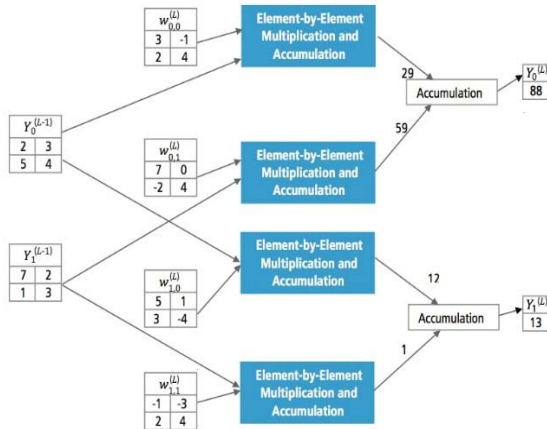 w0,0(L)
3 -1
2 4
Element-by-Element
Multiplication and
Accumulation
29
Accumulation
Y0(L)
88
Y0(L-1)
2 3
5 4
w0,1(L)
7 0
-2 4
Element-by-Element
Multiplication and
Accumulation
59
Y1(L-1)
7 2
1 3
w1,0(L)
5 1
3 -4
Element-by-Element
Multiplication and
Accumulation
12
Accumulation
Y1(L)
13
1
w1,1(L)
-1 -3
2 4
Element-by-Element
Multiplication and
Accumulation